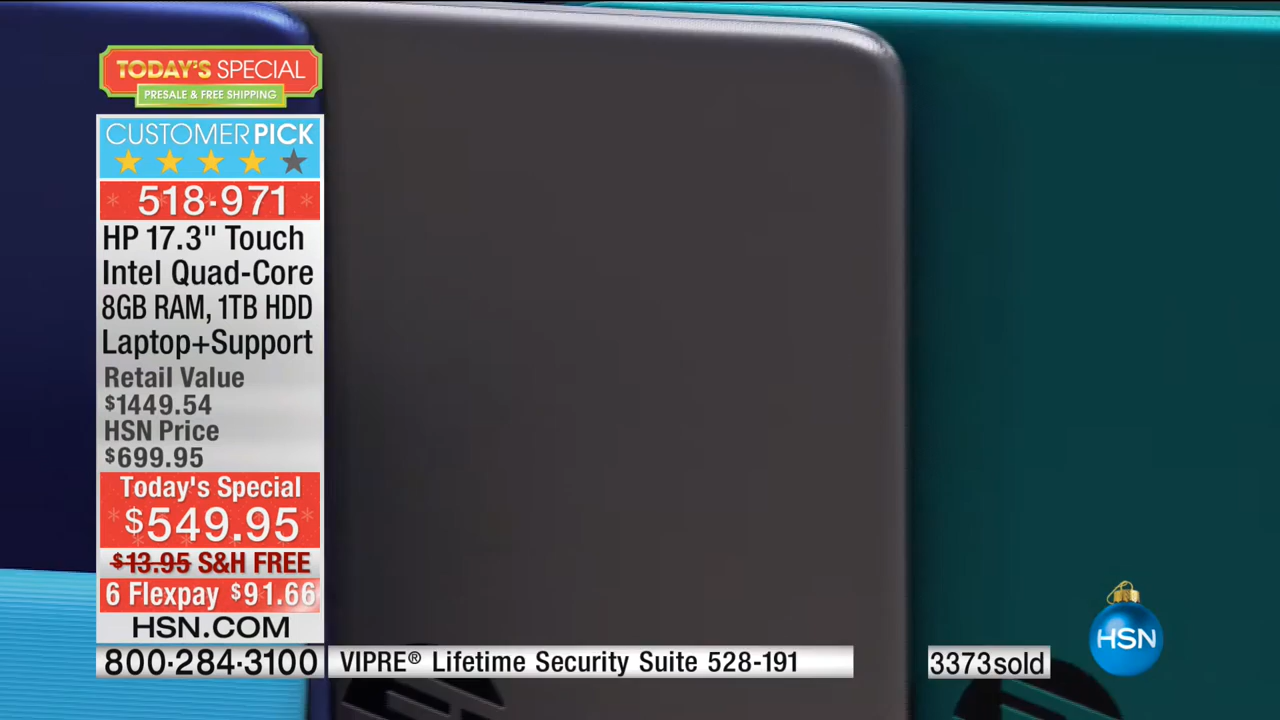 TODAY'S SPECIAL
PRESALE & FREE SHIPPING
CUSTOMERPICK
518-971
HP 17.3" Touch
Intel Quad-Core
8GB RAM, 1TB HDD
Laptop+Support
Retail Value
$1449.54
HSN Price
$699.95
Today's Special
$549.95
$13.95 S&H FREE
6 Flexpay $91.66
HSN.COM
800-284-3100
VIPRE® Lifetime Security Suite 528-191
3373sold
HSN